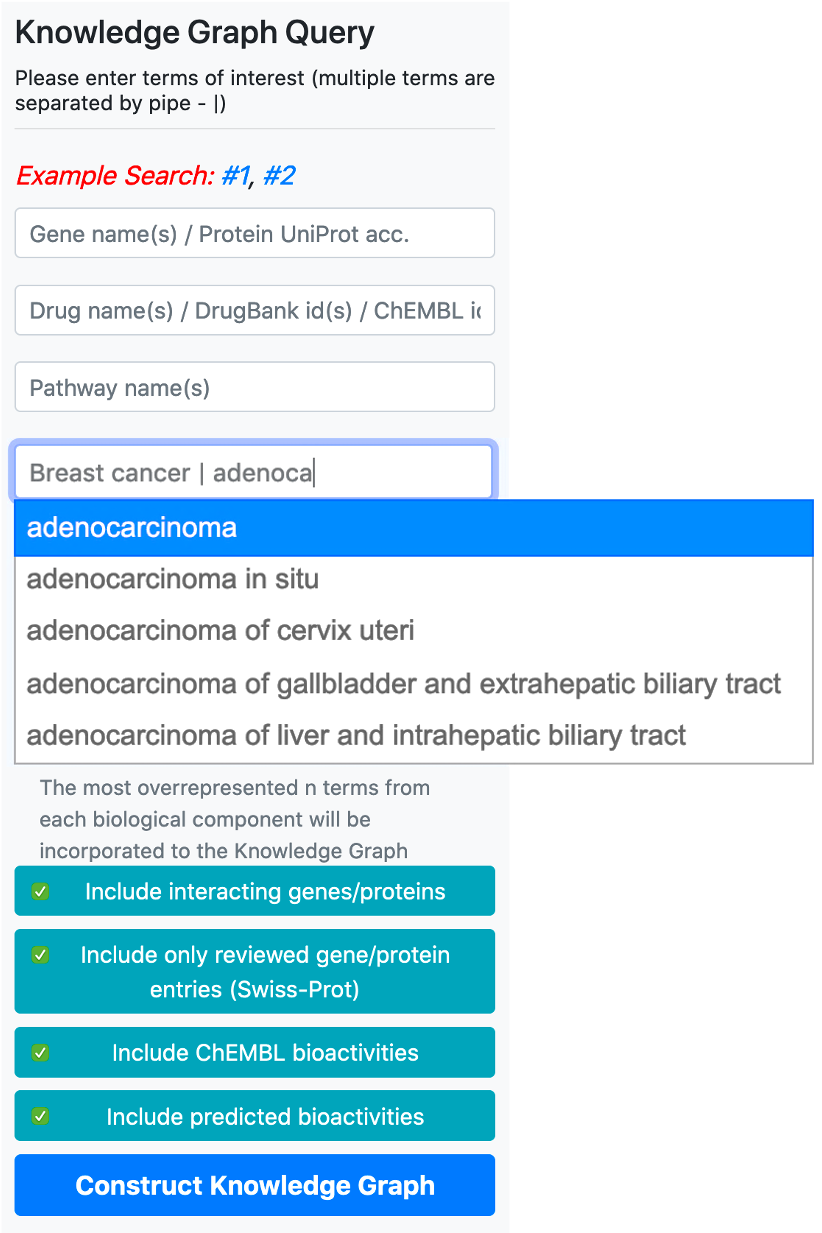 Knowledge Graph Query
Please enter terms of interest (multiple terms are
separated by pipe - |)
Example Search: #1, #2
Gene name(s) / Protein UniProt acc.
Drug name(s) / DrugBank id(s) / ChEMBL
Pathway name(s)
Breast cancer | adenoca
adenocarcinoma
adenocarcinoma in situ
adenocarcinoma of cervix uteri
adenocarcinoma of gallbladder and extrahepatic biliary tract
adenocarcinoma of liver and intrahepatic biliary tract
The most overrepresented n terms from
each biological component will be
incorporated to the Knowledge Graph
Include interacting genes/proteins
Include only reviewed gene/protein
entries (Swiss-Prot)
Include ChEMBL bioactivities
Include predicted bioactivities
Construct Knowledge Graph